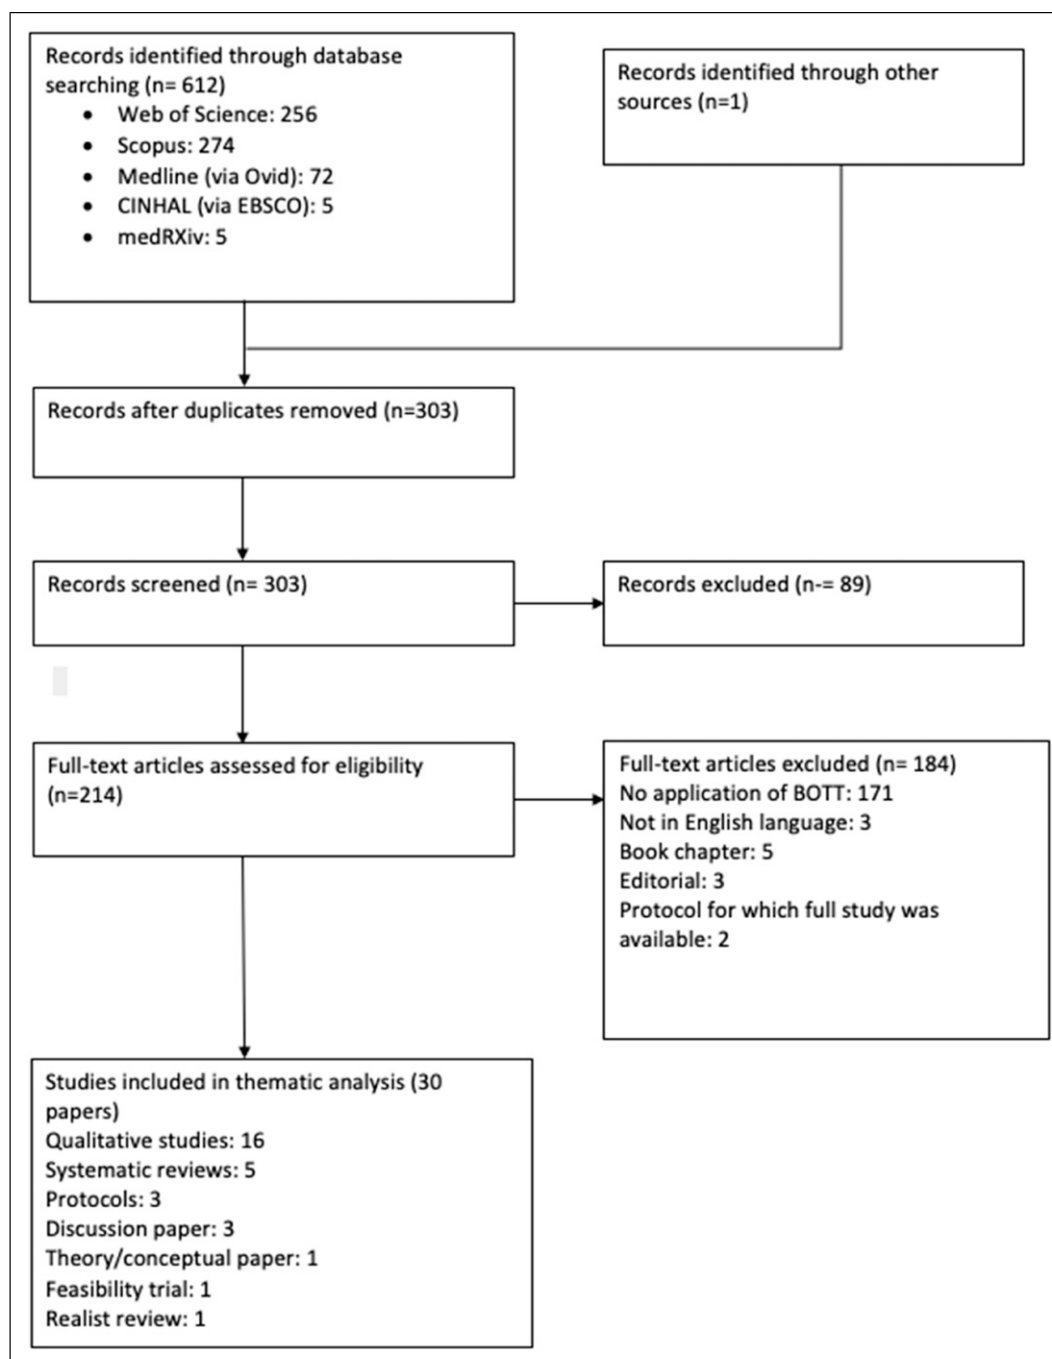 Records identified through database
searching (n= 612)
• Web of Science: 256
• Scopus: 274
• Medline (via Ovid): 72
• CINHAL (via EBSCO): 5
• medRXiv: 5
Records identified through other
sources (n=1)
Records after duplicates removed (n=303)
Records screened (n= 303)
Records excluded (n-= 89)
Full-text articles assessed for eligibility
(n=214)
Full-text articles excluded (n= 184)
No application of BOTT: 171
Not in English language: 3
Book chapter: 5
Editorial: 3
Protocol for which full study was
available: 2
Studies included in thematic analysis (30
papers)
Qualitative studies: 16
Systematic reviews: 5
Protocols: 3
Discussion paper: 3
Theory/conceptual paper: 1
Feasibility trial: 1
Realist review: 1